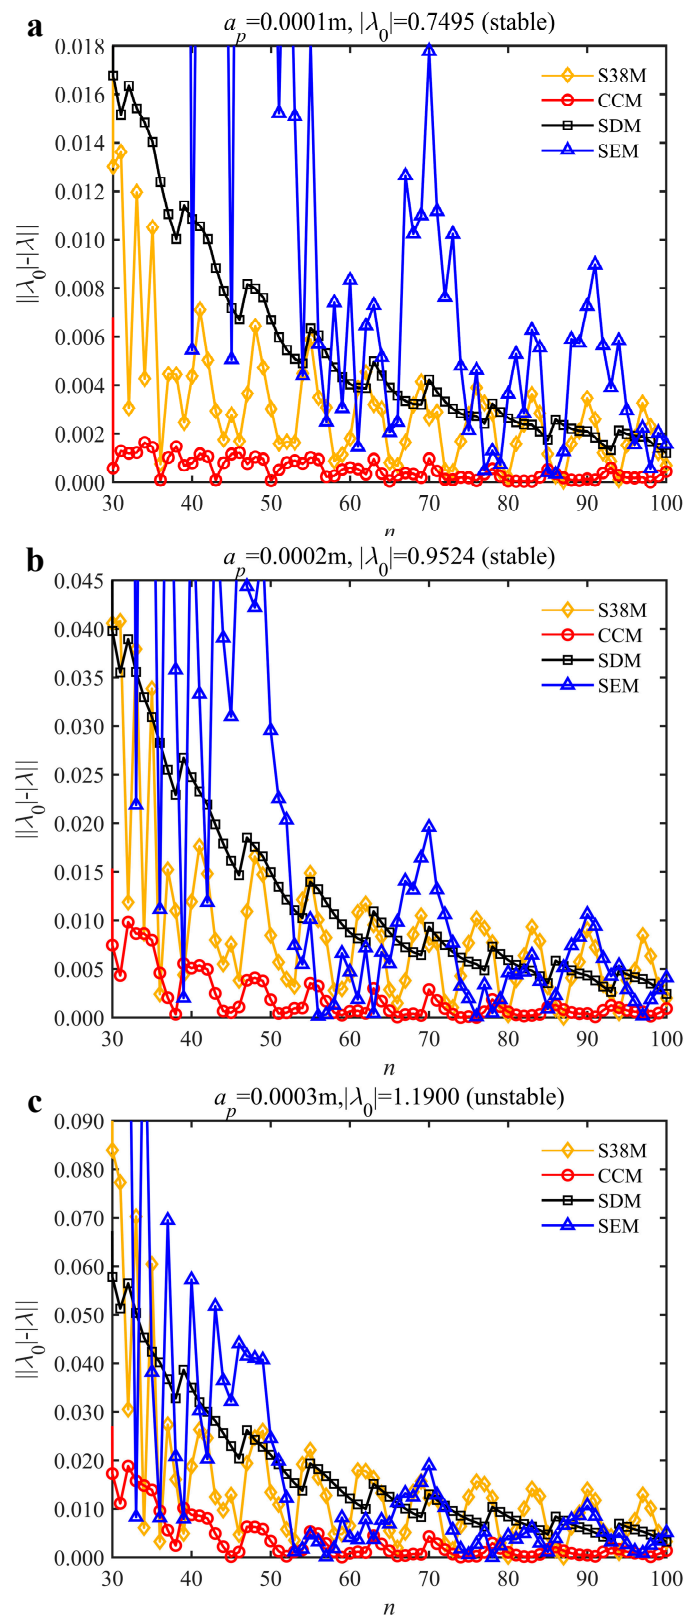 a
a_p=0.0001m, |λ_0|=0.7495 (stable)
0.018
0.016
0.014
0.012
0.010
0.008
0.006
0.004
0.002
0.000
||λ_0|-|λ||
S38M
CCM
SDM
SEM
30 40 50 60 70 80 90 100
n
b
a_p=0.0002m, |λ_0|=0.9524 (stable)
0.045
0.040
0.035
0.030
0.025
0.020
0.015
0.010
0.005
0.000
||λ_0|-|λ||
S38M
CCM
SDM
SEM
30 40 50 60 70 80 90 100
n
c
a_p=0.0003m,|λ_0|=1.1900 (unstable)
0.090
0.080
0.070
0.060
0.050
0.040
0.030
0.020
0.010
0.000
||λ_0|-|λ||
S38M
CCM
SDM
SEM
30 40 50 60 70 80 90 100
n